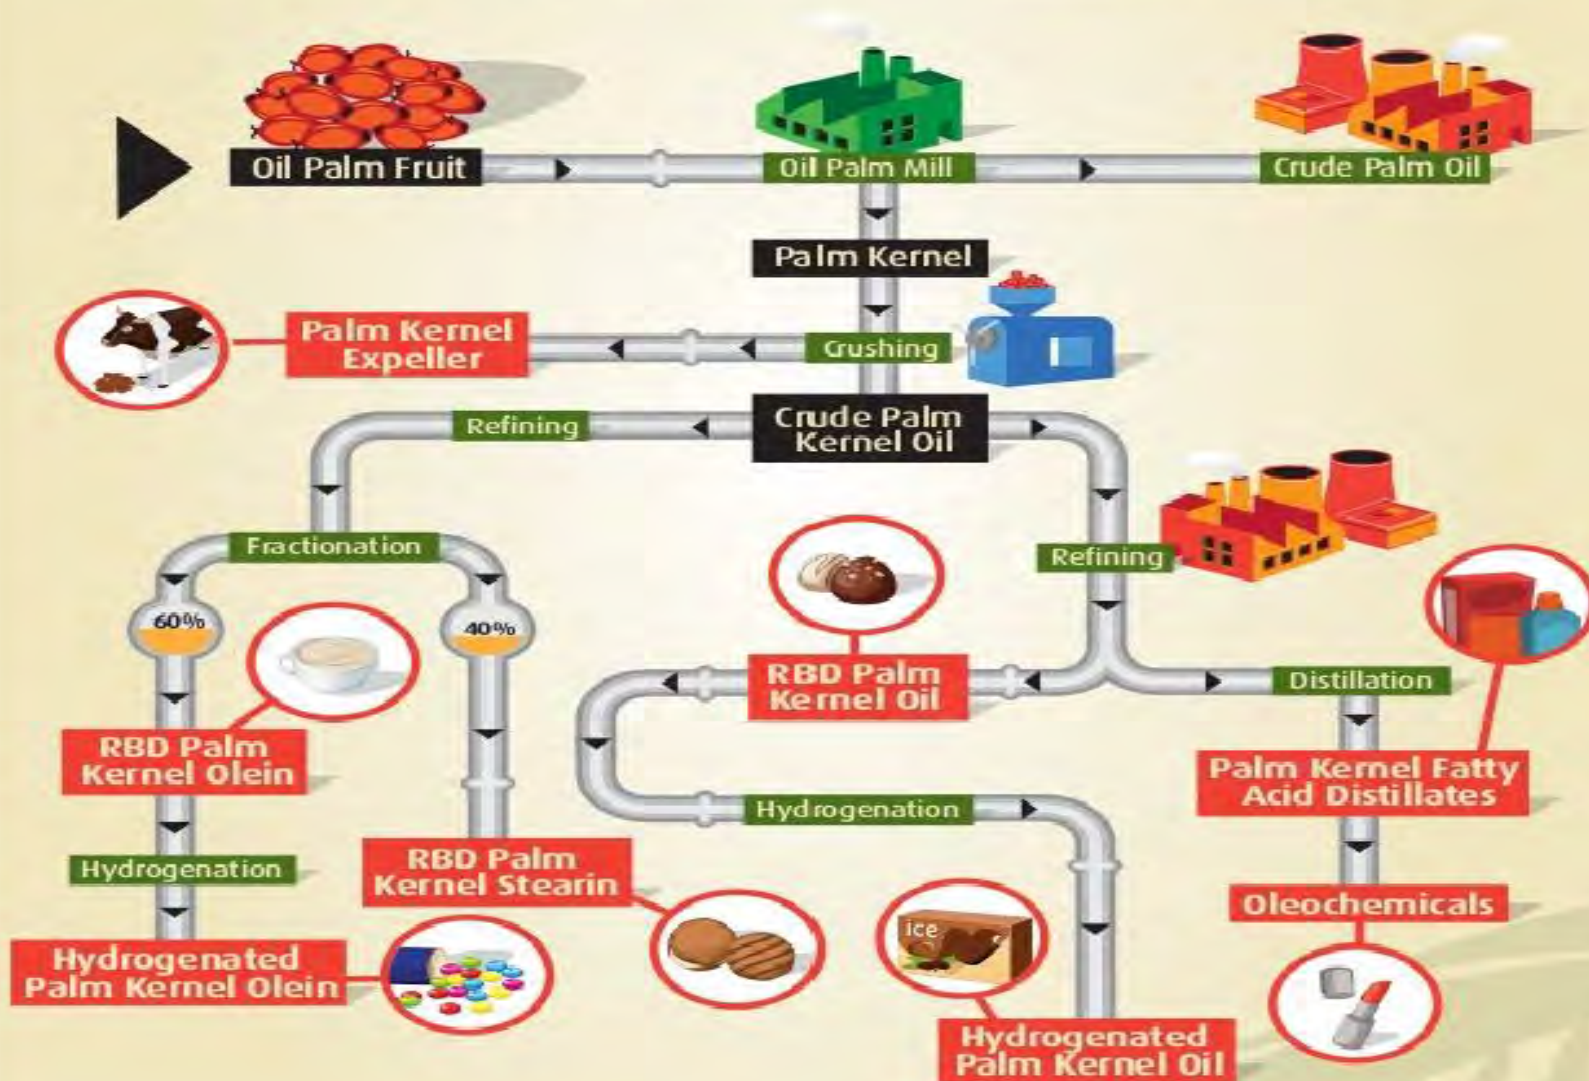 Oil Palm Fruit
Oil Palm Mill
Crude Palm Oil
Palm Kernel
Palm Kernel
Expeller
Crushing
Refining
Crude Palm
Kernel Oil
Fractionation
Refining
60%
40%
RBD Palm
Kernel Oil
Distillation
RBD Palm
Kernel Olein
Palm Kernel Fatty
Acid Distillates
Hydrogenation
RBD Palm
Kernel Stearin
Hydrogenation
Oleochemicals
ice
Hydrogenated
Palm Kernel Olein
Hydrogenated
Palm Kernel Oil